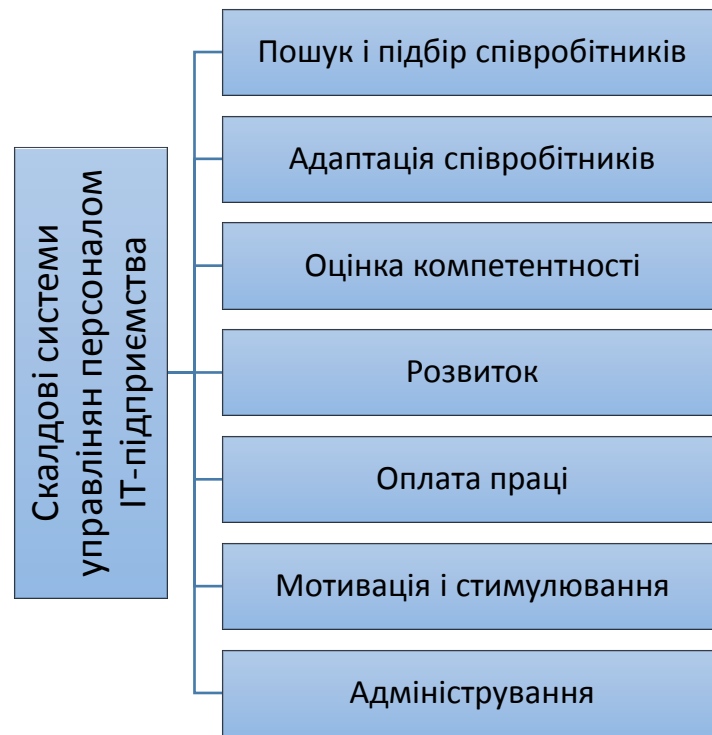 Скалдові системи
управлінян персоналом
ІТ-підприємства
Пошук і підбір співробітників
Адаптація співробітників
Оцінка компетентності
Розвиток
Оплата праці
Мотивація і стимулювання
Адміністрування